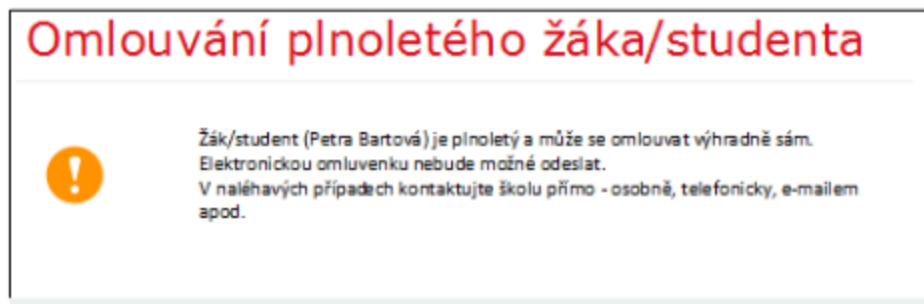 Omlouvání plnoletého žáka/studenta
Žák/student (Petra Bartová) je plnoletý a může se omlouvat výhradně sám.
Elektronickou omluvenku nebude možné odeslat.
V naléhavých případech kontaktujte školu přímo - osobně, telefonicky, e-mailem
apod.